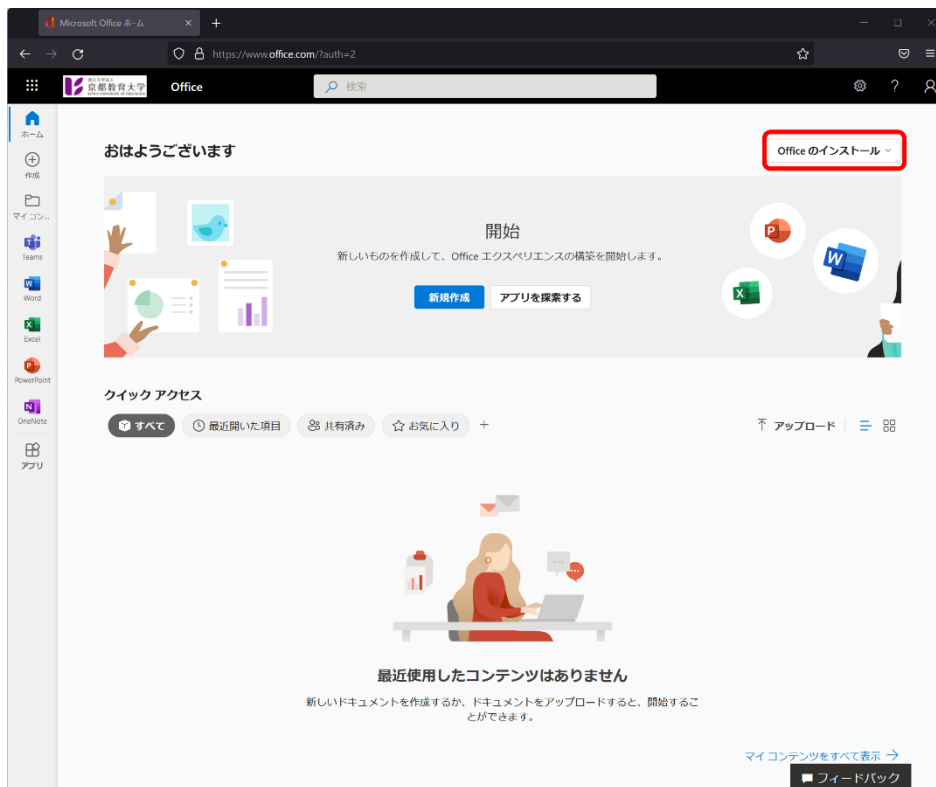 Microsoft Office ホーム
https://www.office.com/?auth=2
京都教育大学
Office
検索
ホーム
作成
マイコン...
Teams
Word
Excel
PowerPoint
OneNote
アプリ
おはようございます
Office のインストール
開始
新しいものを作成して、Office エクスペリエンスの構築を開始します。
新規作成
アプリを探索する
クイック アクセス
すべて
最近開いた項目
共有済み
お気に入り
アップロード
最近使用したコンテンツはありません
新しいドキュメントを作成するか、ドキュメントをアップロードすると、開始するこ
とができます。
マイ コンテンツをすべて表示
フィードバック